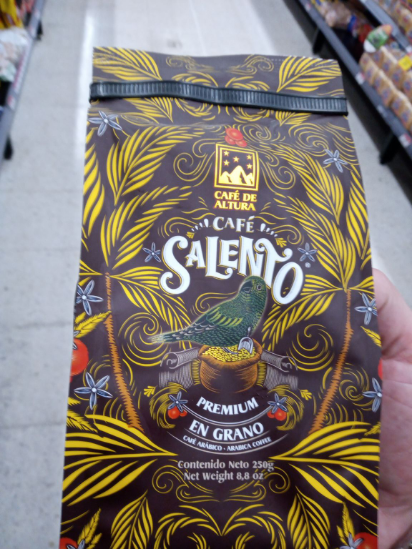 CAFÉ DE
ALTURA
CAFÉ
SALENTO
PREMIUM
EN GRANO
CAFÉ ARÁBICO - ARABICA COFFEE
Contenido Neto 250g
Net Weight 8,8 oz